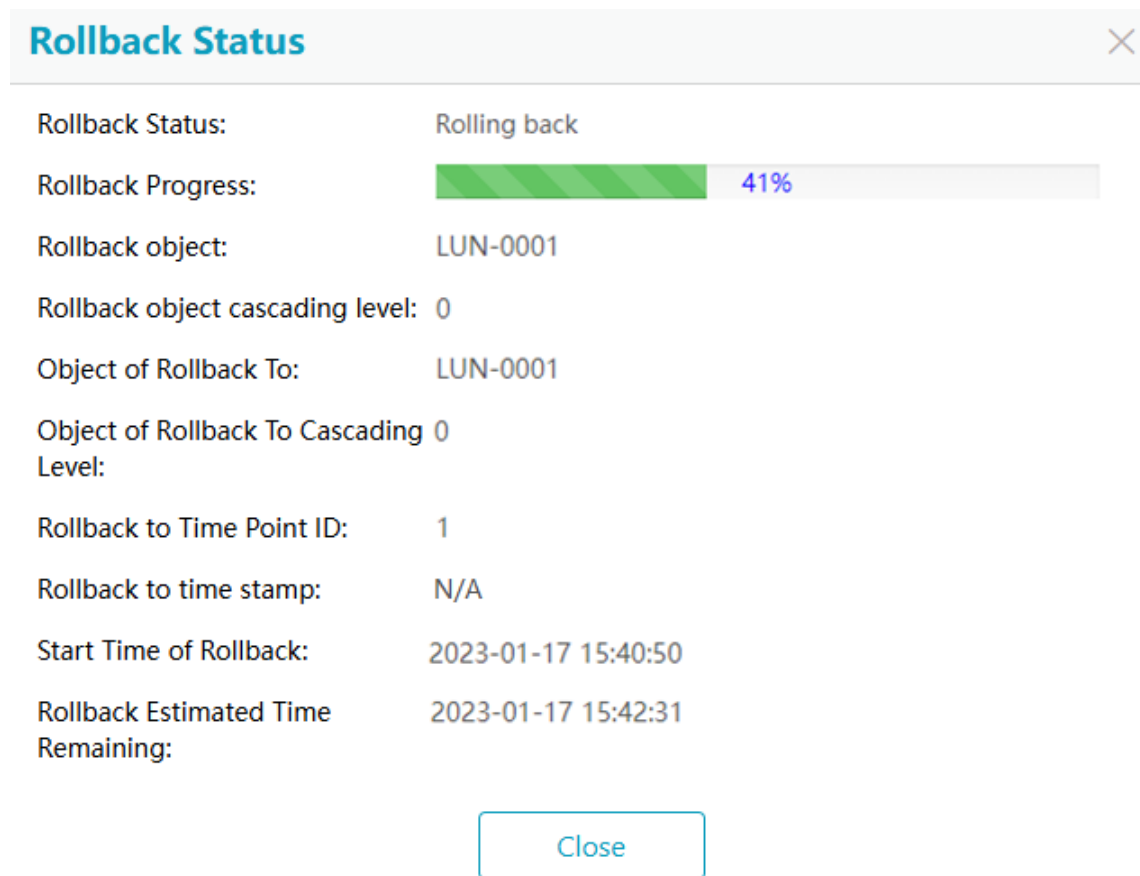 Rollback Status
Rollback Status: Rolling back
Rollback Progress: 41%
Rollback object: LUN-0001
Rollback object cascading level: 0
Object of Rollback To: LUN-0001
Object of Rollback To Cascading 0
Level:
Rollback to Time Point ID: 1
Rollback to time stamp: N/A
Start Time of Rollback: 2023-01-17 15:40:50
Rollback Estimated Time 2023-01-17 15:42:31
Remaining:
Close